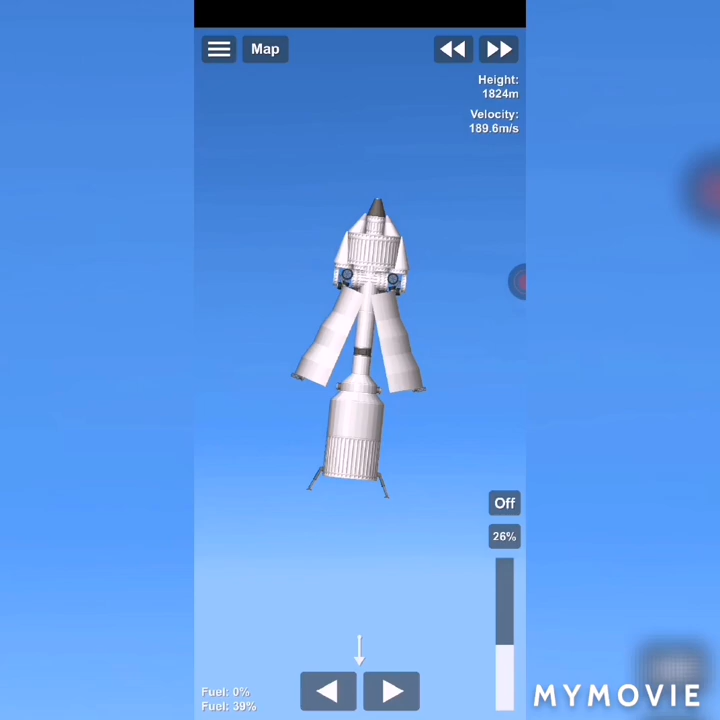 Map
Height:
1824m
Velocity:
189.6m/s
Off
26%
Fuel: 0%
Fuel: 39%
MYMOVIE